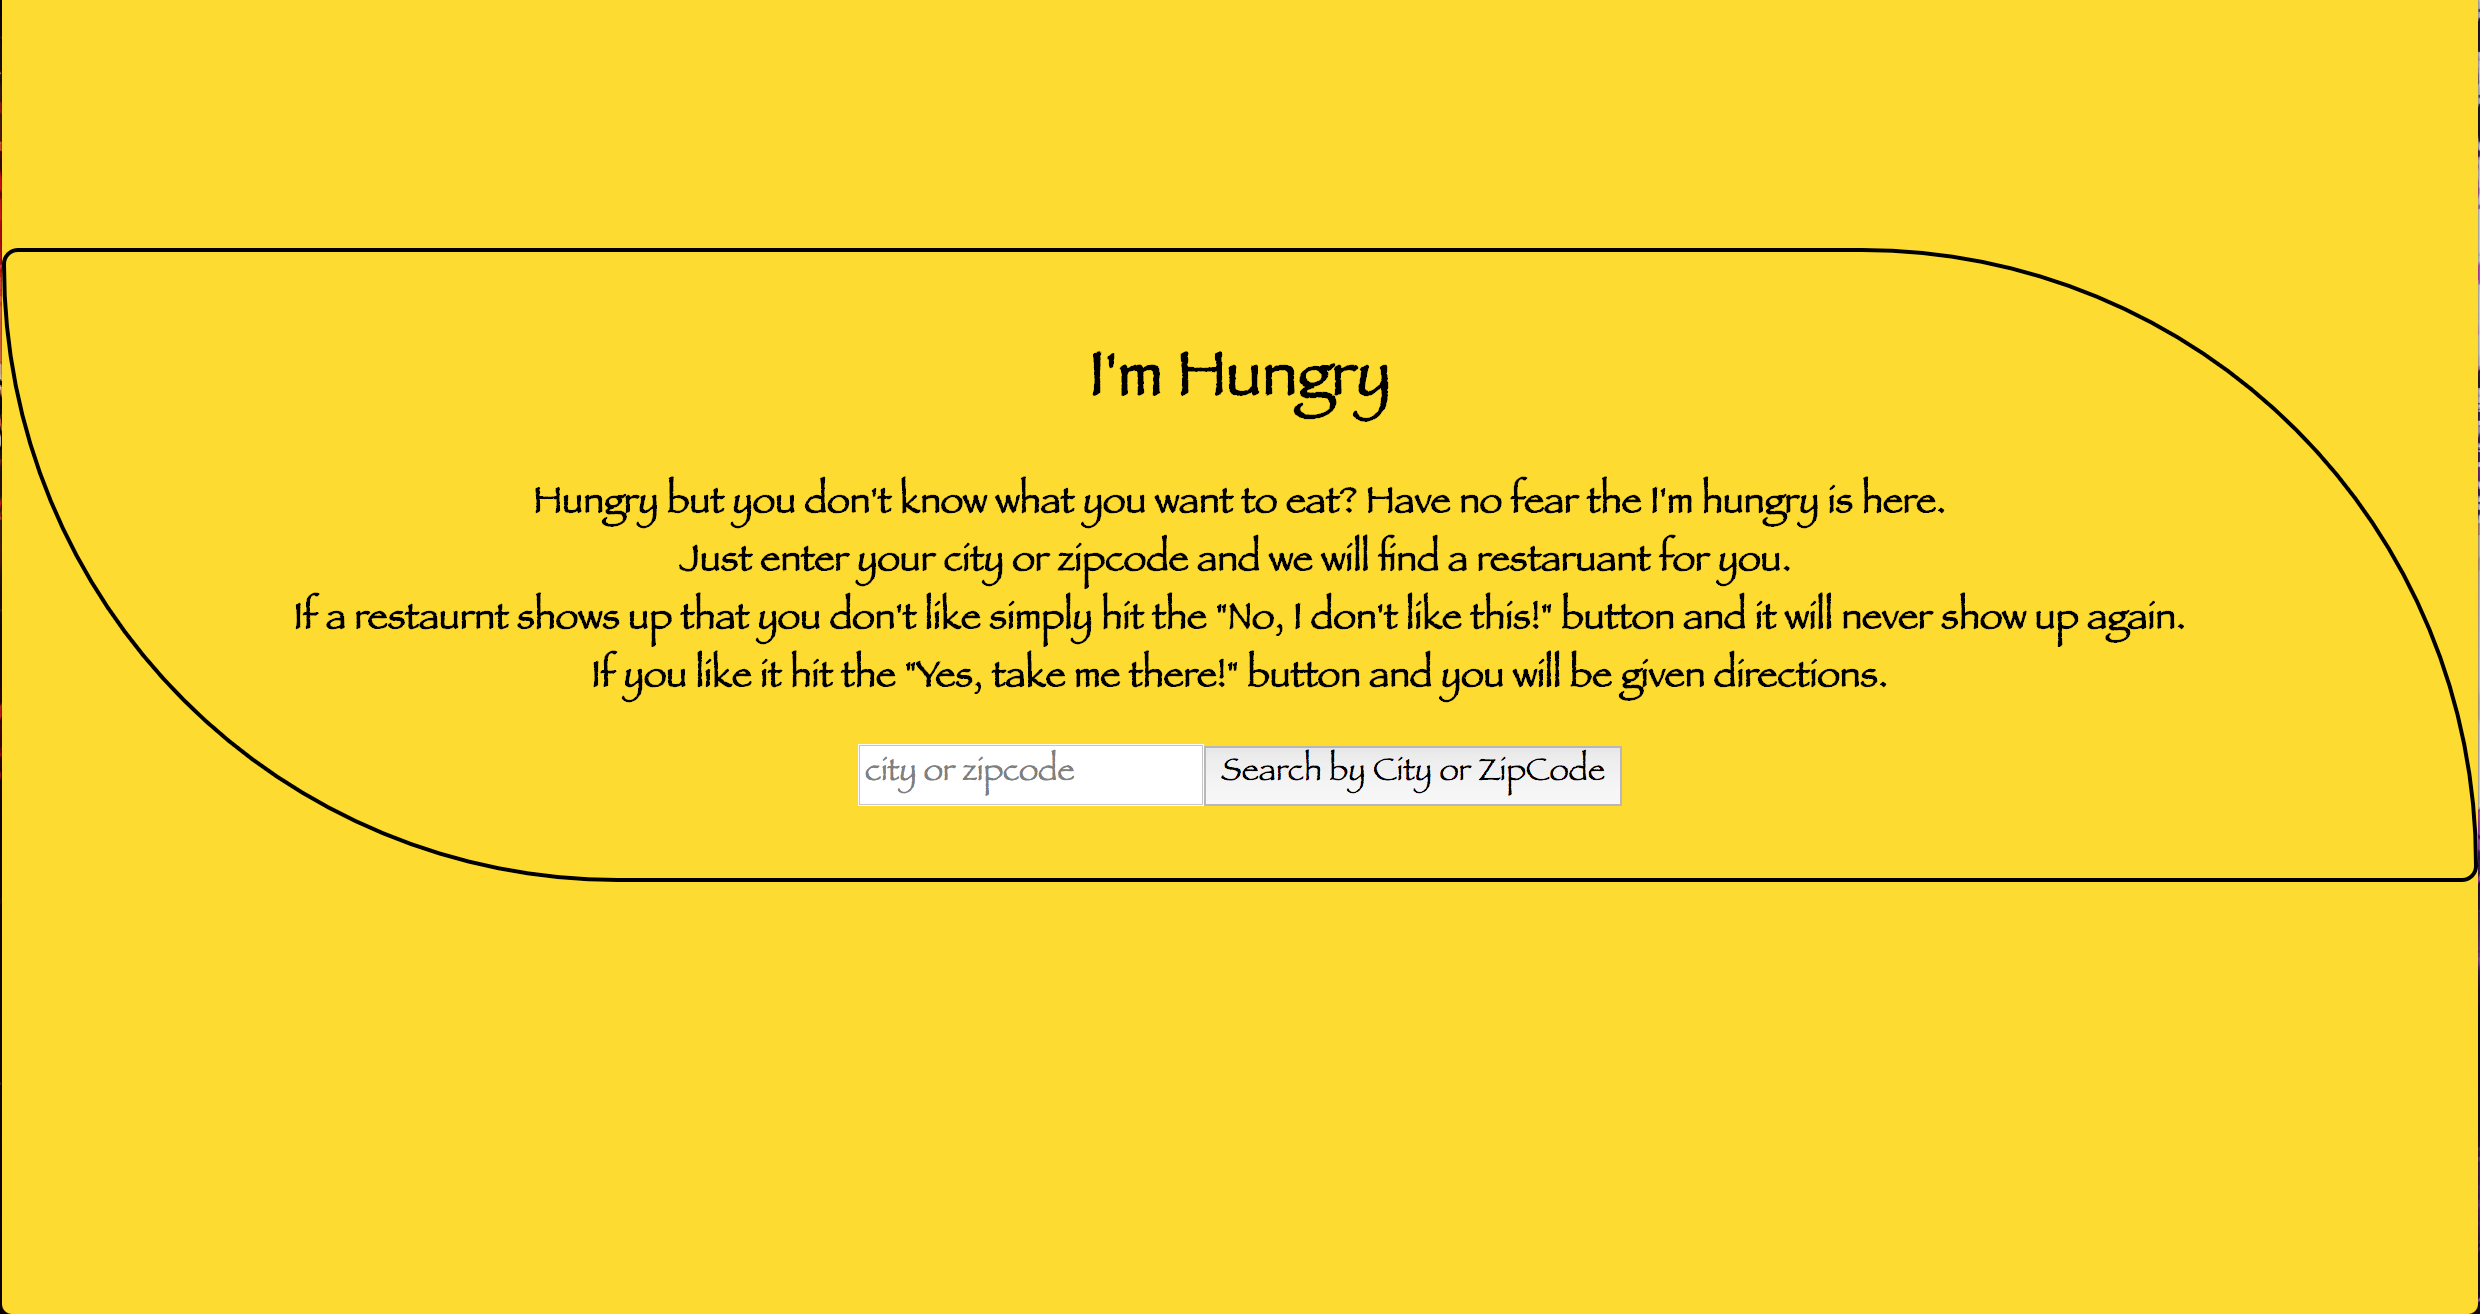 I'm Hungry
Hungry but you don't know what you want to eat? Have no fear the I'm hungry is here.
Just enter your city or zipcode and we will find a restaruant for you.
If a restaurnt shows up that you don't like simply hit the "No, I don't like this!" button and it will never show up again.
If you like it hit the "Yes, take me there!" button and you will be given directions.
city or zipcode Search by City or ZipCode